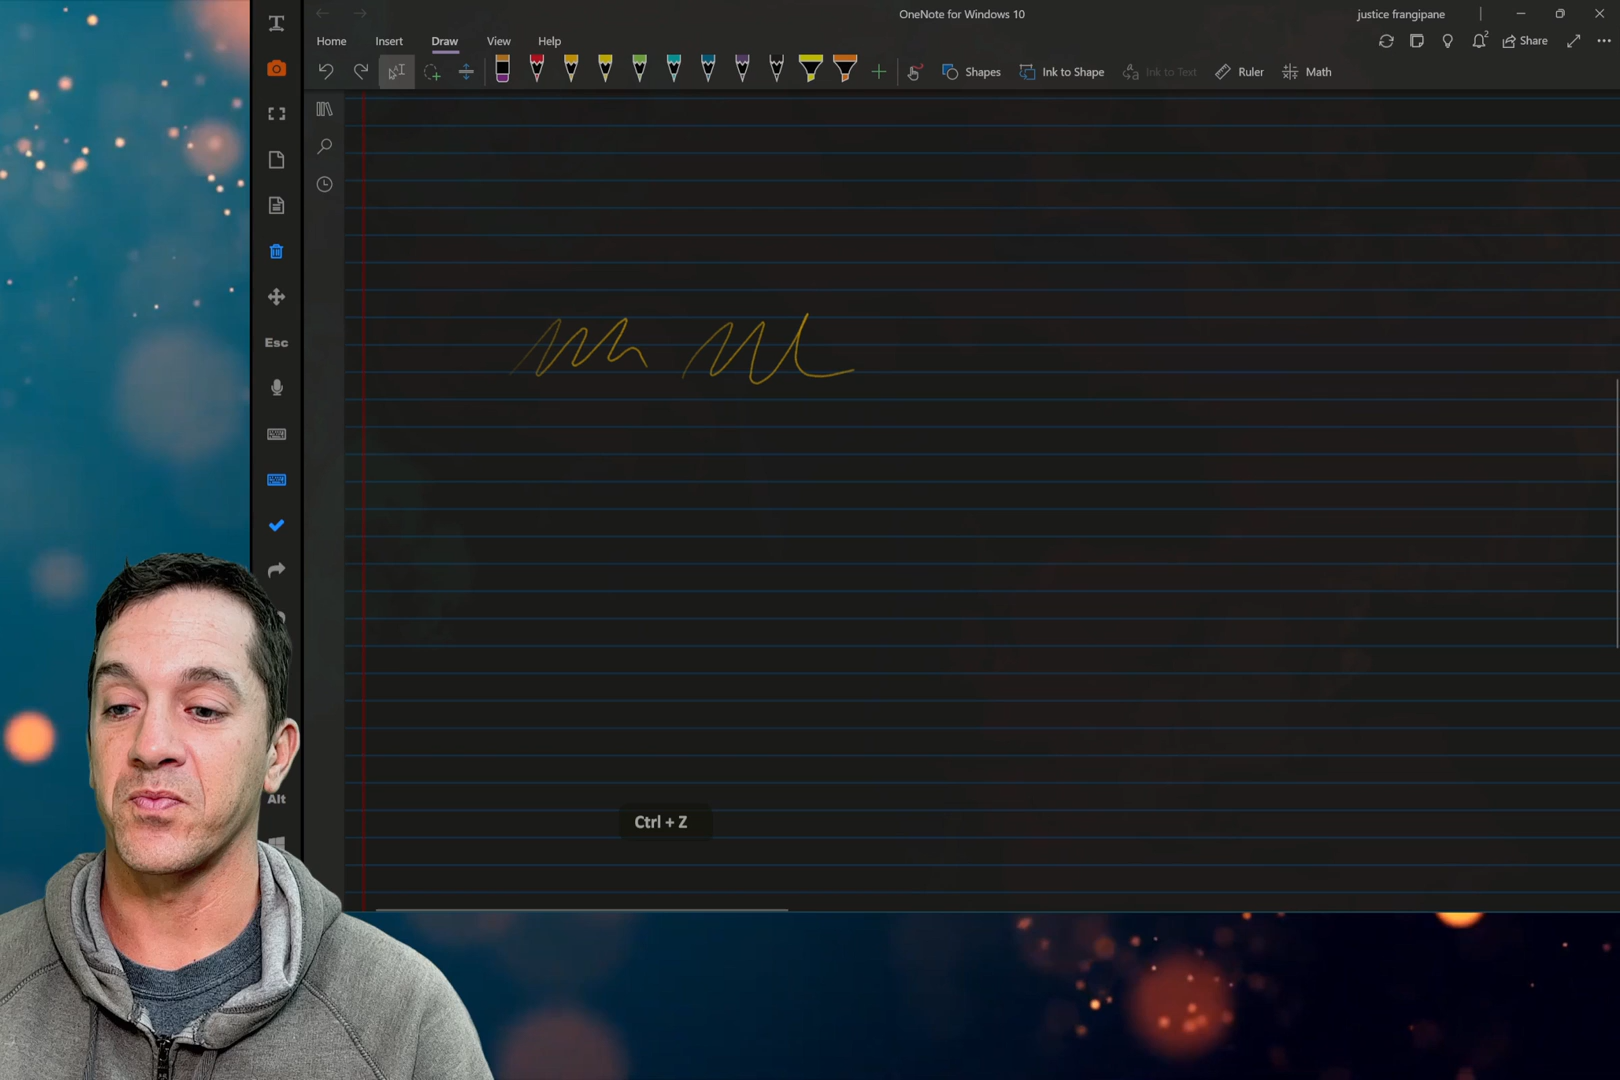 OneNote for Windows 10
justice frangipane
Home Insert Draw View Help
Share
Shapes Ink to Shape Ink to Text Ruler Math
Esc
Alt
Ctrl + Z